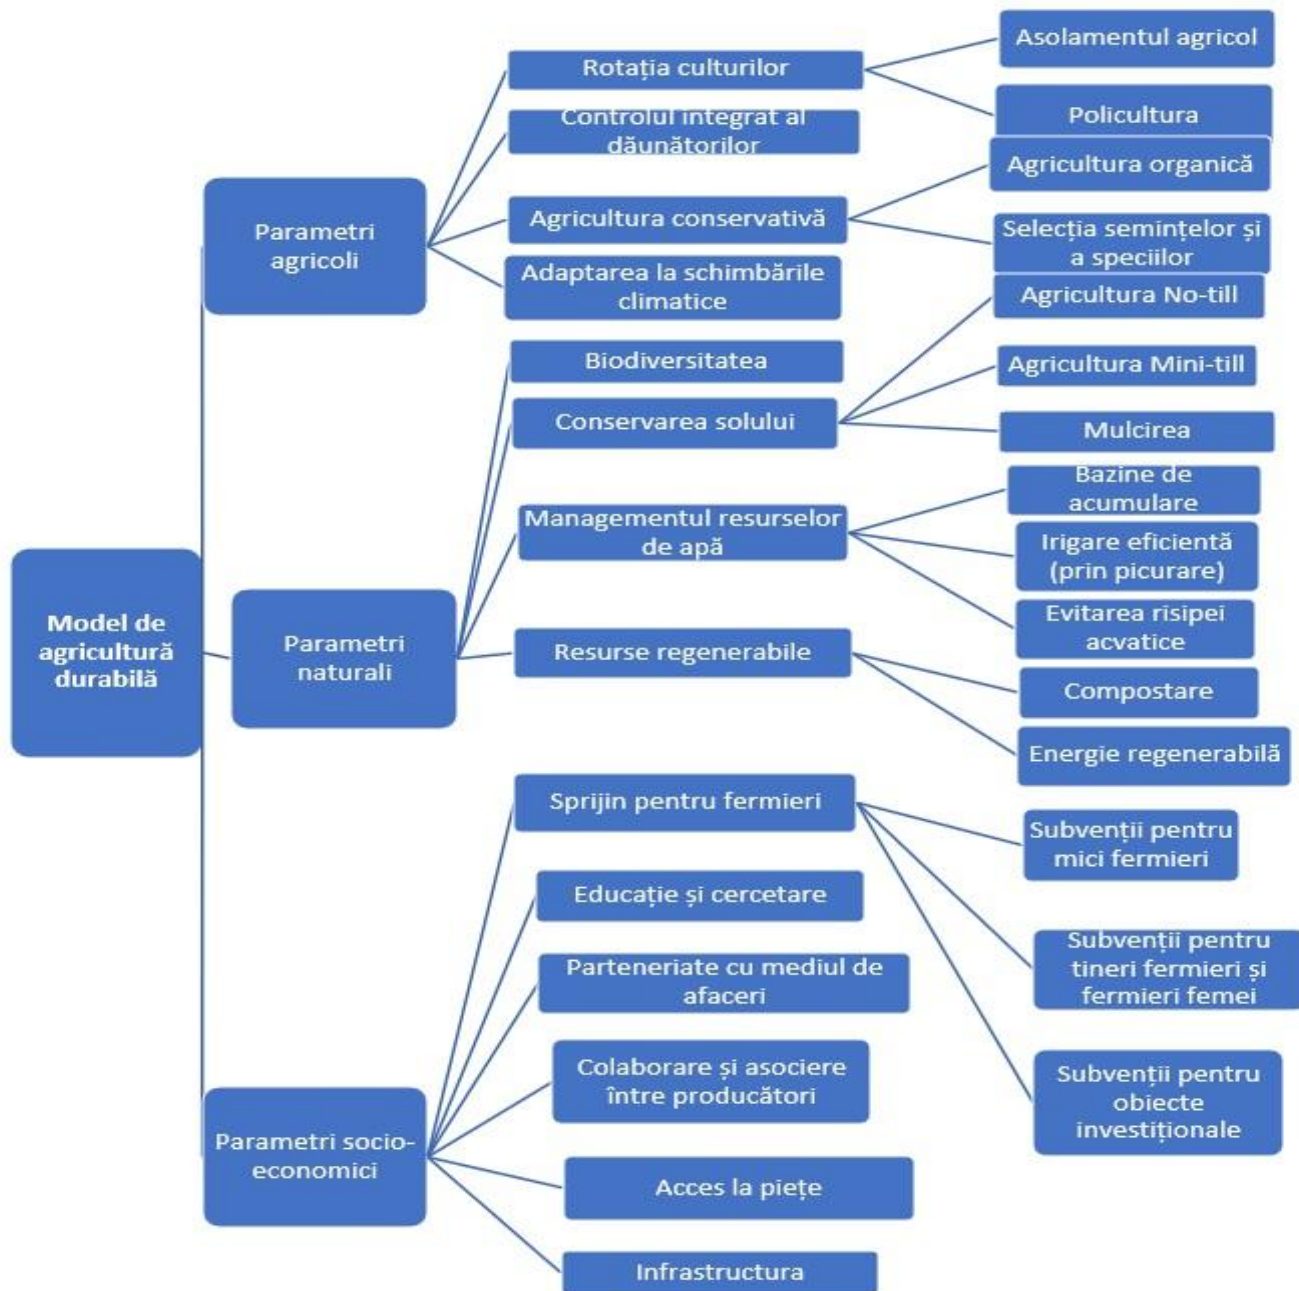 Model de
agricultură
durabilă
Parametri
agricoli
Rotația culturilor
Asolamentul agricol
Policultura
Controlul integrat al
dăunătorilor
Agricultura conservativă
Agricultura organică
Selecția semințelor și
a speciilor
Adaptarea la schimbările
climatice
Parametri
naturali
Biodiversitatea
Conservarea solului
Agricultura No-till
Agricultura Mini-till
Mulcirea
Managementul resurselor
de apă
Bazine de
acumulare
Irigare eficientă
(prin picurare)
Evitarea risipei
acvatice
Resurse regenerabile
Compostare
Energie regenerabilă
Parametri socio-
economici
Sprijin pentru fermieri
Subvenții pentru
mici fermieri
Subvenții pentru
tineri fermieri și
fermieri femei
Subvenții pentru
obiecte
investiționale
Educație și cercetare
Parteneriate cu mediul de
afaceri
Colaborare și asociere
între producători
Acces la piețe
Infrastructura